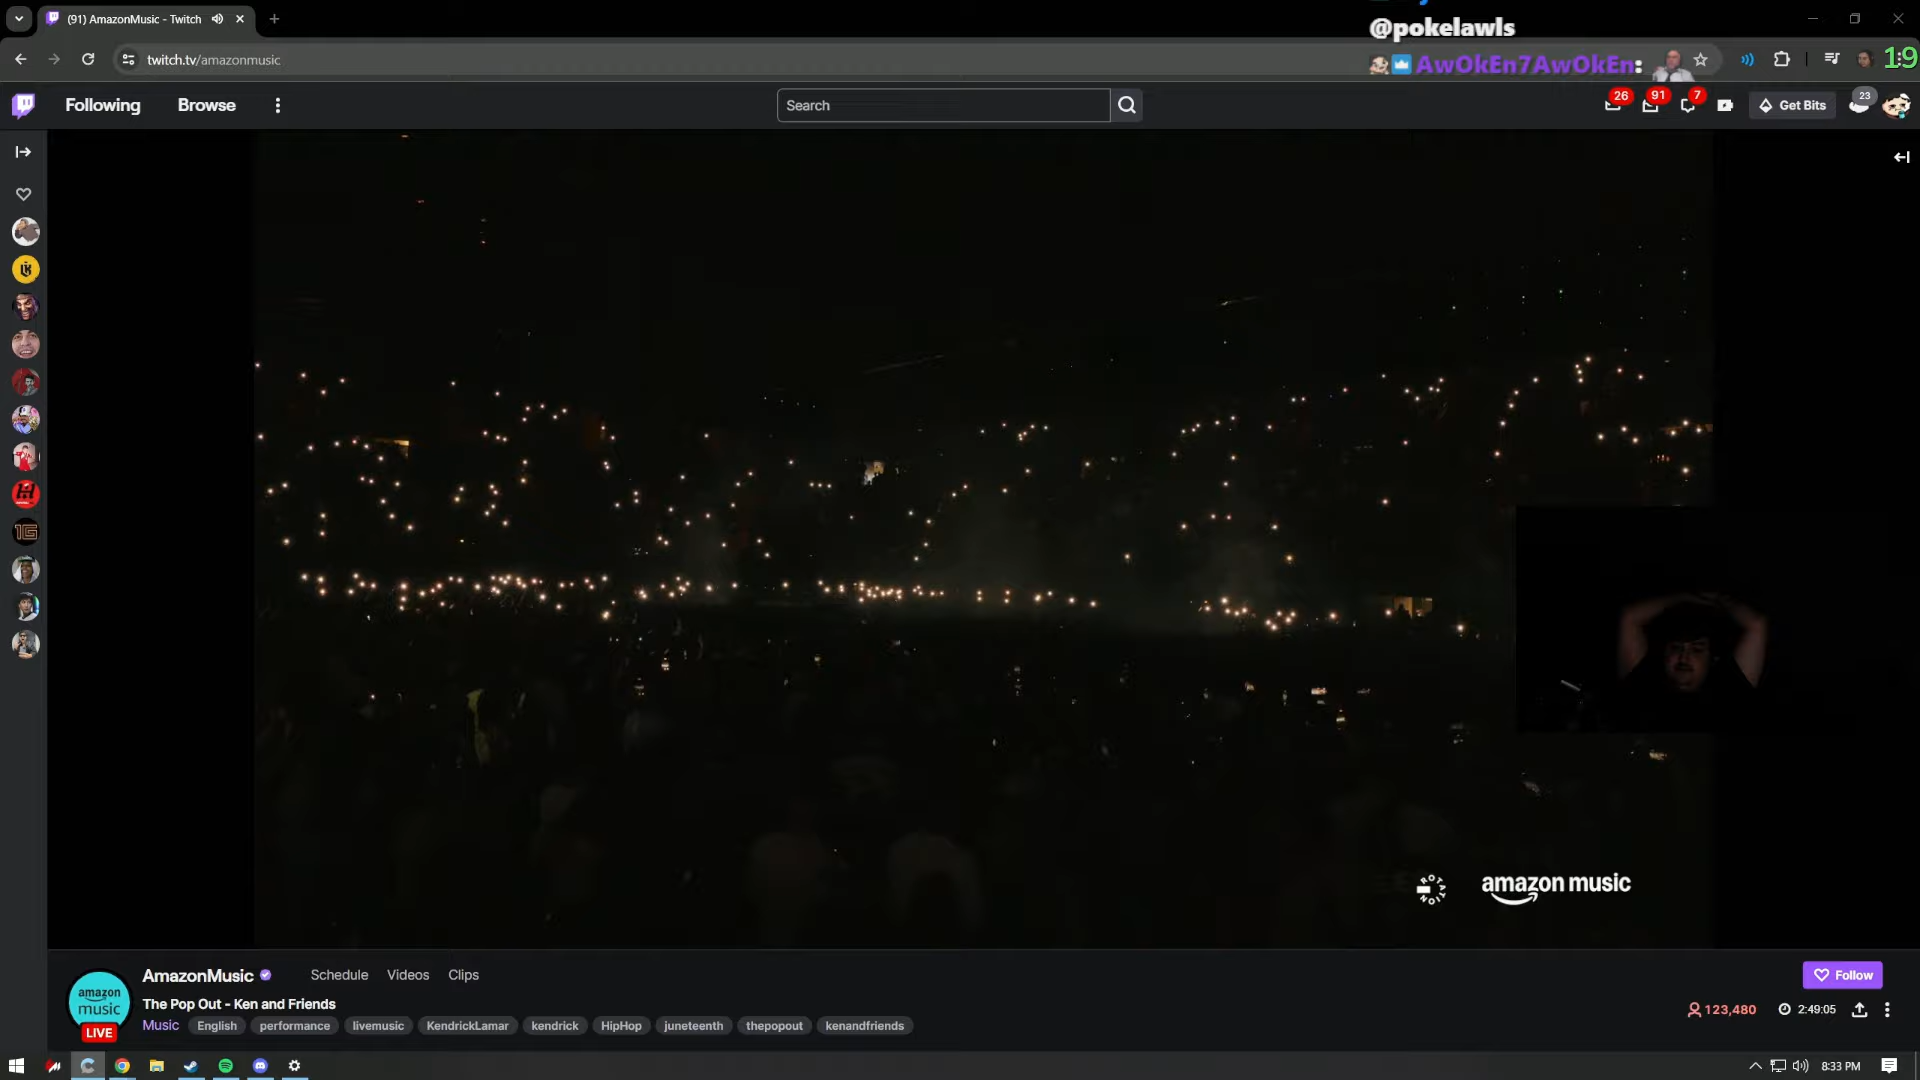 (91) AmazonMusic - Twitch
@pokelawls
twitch.tv/amazonmusic
AwOkEn7AwOkEn:
19
Following
Browse
Search
26
91
7
Get Bits
23
ROTATION
amazon music
amazon
music
LIVE
AmazonMusic
Schedule
Videos
Clips
Follow
The Pop Out - Ken and Friends
Music
English
performance
livemusic
KendrickLamar
kendrick
HipHop
juneteenth
thepopout
kenandfriends
123,480
2:49:05
8:33 PM